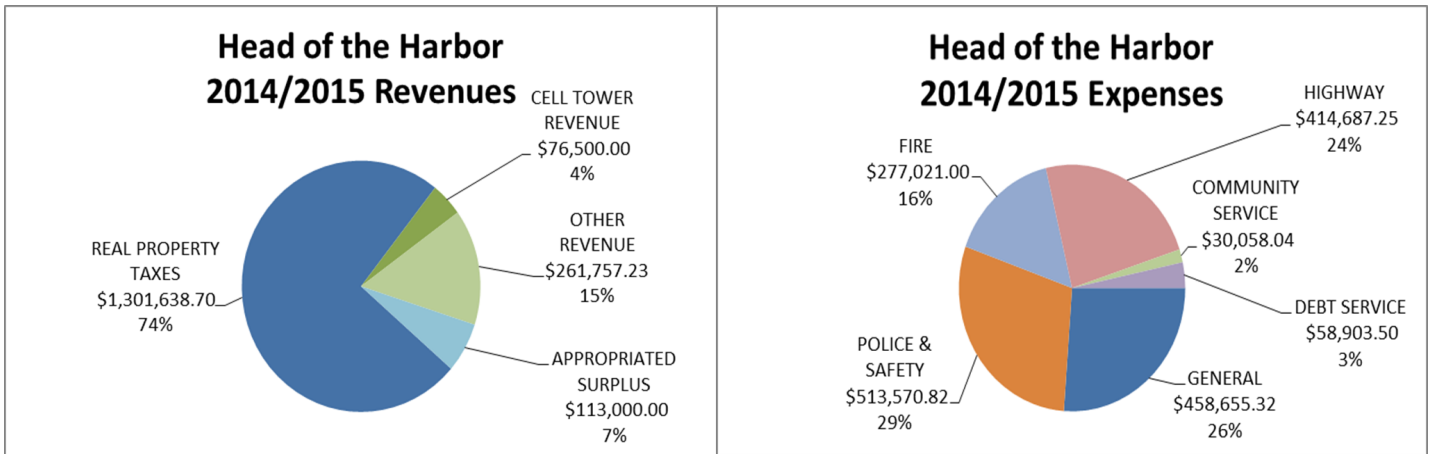 Head of the Harbor
2014/2015 Revenues
CELL TOWER
REVENUE
$76,500.00
4%
OTHER
REVENUE
$261,757.23
15%
REAL PROPERTY
TAXES
$1,301,638.70
74%
APPROPRIATED
SURPLUS
$113,000.00
7%
Head of the Harbor
2014/2015 Expenses
HIGHWAY
$414,687.25
24%
FIRE
$277,021.00
16%
COMMUNITY
SERVICE
$30,058.04
2%
DEBT SERVICE
$58,903.50
3%
POLICE &
SAFETY
$513,570.82
29%
GENERAL
$458,655.32
26%